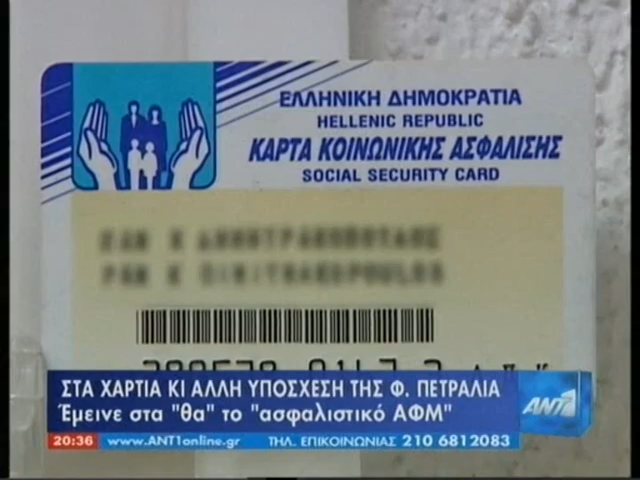 ΕΛΛΗΝΙΚΗ ΔΗΜΟΚΡΑΤΙΑ
HELLENIC REPUBLIC
ΚΑΡΤΑ ΚΟΙΝΩΝΙΚΗΣ ΑΣΦΑΛΙΣΗΣ
SOCIAL SECURITY CARD
ΣΤΑ ΧΑΡΤΙΑ ΚΙ ΑΛΛΗ ΥΠΟΣΧΕΣΗ ΤΗΣ Φ. ΠΕΤΡΑΛΙΑ
Έμεινε στα "θα" το "ασφαλιστικό ΑΦΜ"
ANT1
20:36 www.ANT1online.gr ΤΗΛ. ΕΠΙΚΟΙΝΩΝΙΑΣ 210 6812083